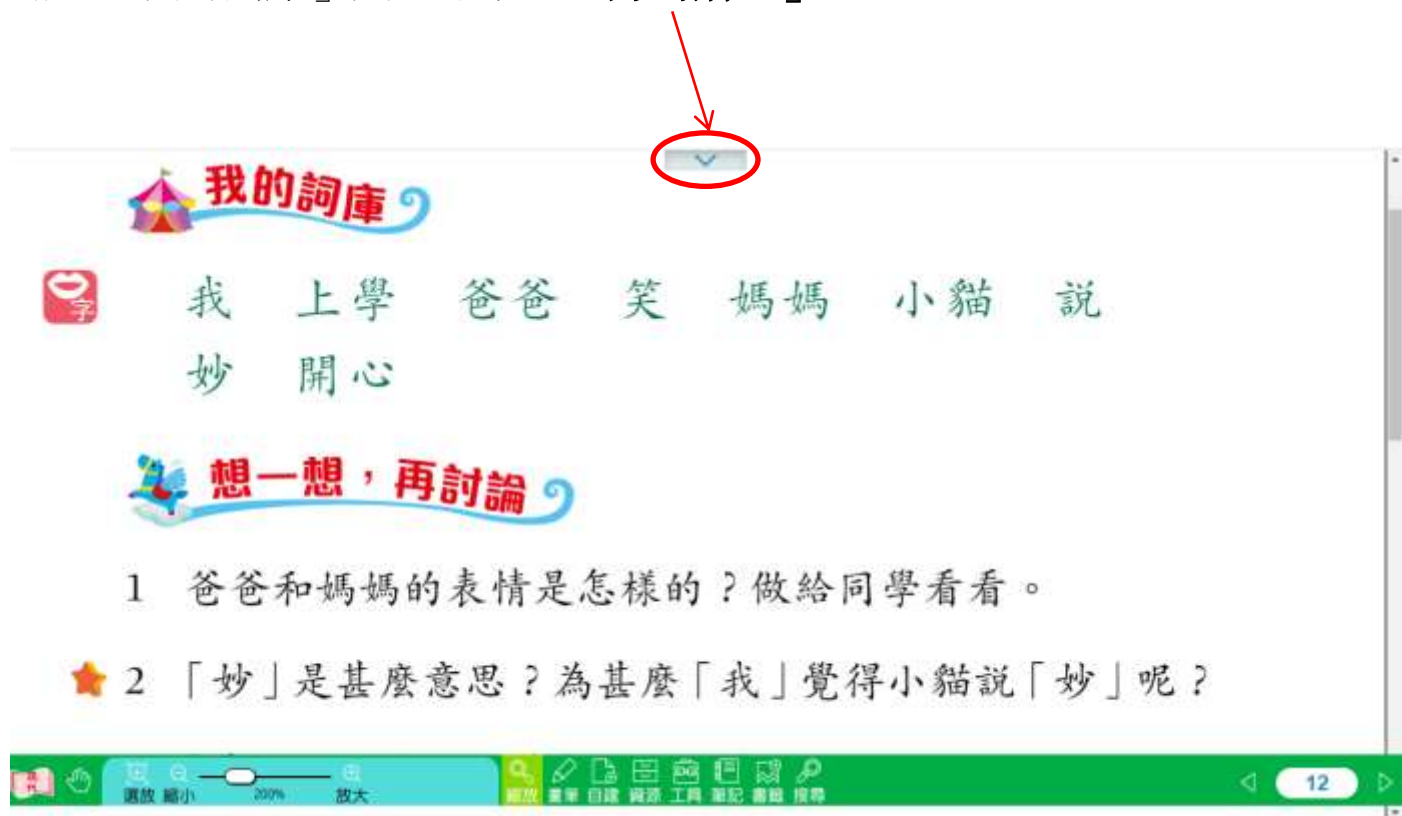 我的詞庫
字
我 上學 爸爸 笑 媽媽 小貓 説
妙 開心
想一想，再討論
1 爸爸和媽媽的表情是怎樣的？做給同學看看。
2 「妙」是甚麼意思？為甚麼「我」覺得小貓説「妙」呢？
選放 縮小 200% 放大 縮放 畫筆 自建 資源 工具 筆記 書籤 搜尋 12